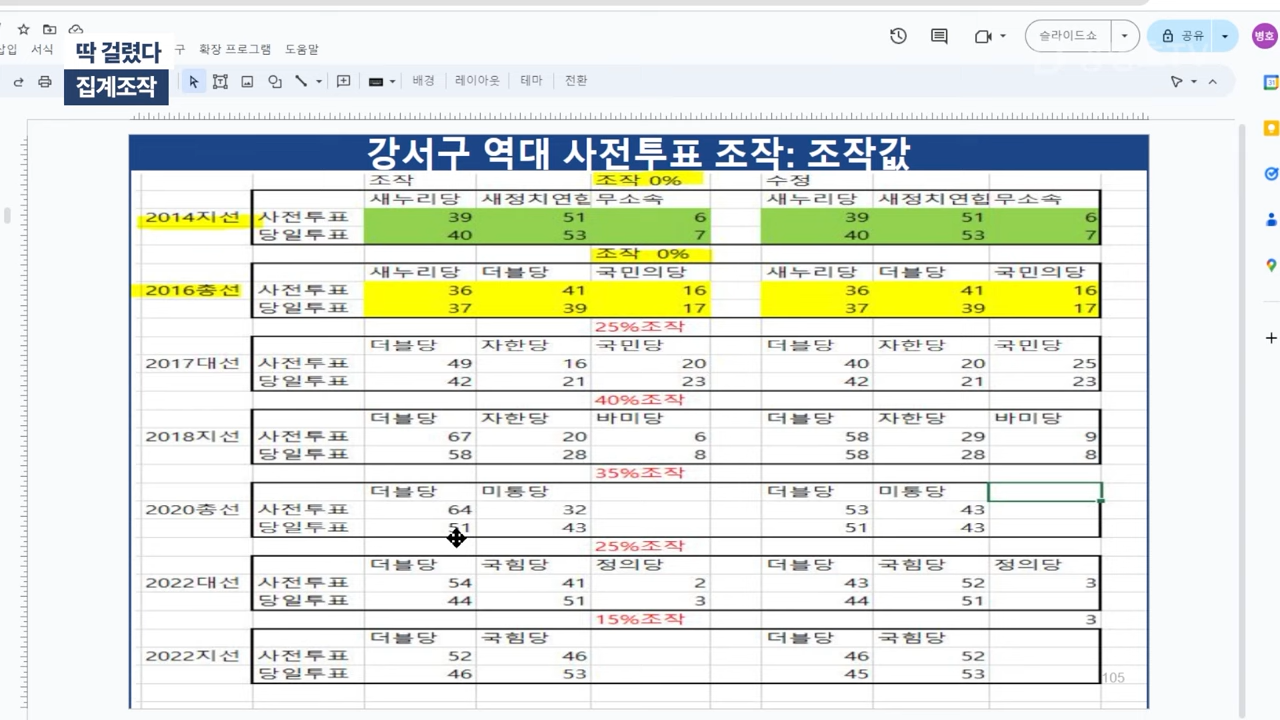 삽입 서식
딱 걸렸다
집계조작
구 확장 프로그램 도움말
슬라이드쇼
공유
병호
배경 레이아웃 테마 전환
강서구 역대 사전투표 조작: 조작값
조작 조작 0% 수정
새누리당 새정치연합 무소속 새누리당 새정치연합 무소속
2014지선 사전투표 39 51 6 39 51 6
당일투표 40 53 7 40 53 7
조작 0%
새누리당 더불당 국민의당 새누리당 더불당 국민의당
2016총선 사전투표 36 41 16 36 41 16
당일투표 37 39 17 37 39 17
25%조작
더불당 자한당 국민당 더불당 자한당 국민당
2017대선 사전투표 49 16 20 40 20 25
당일투표 42 21 23 42 21 23
40%조작
더불당 자한당 바미당 더불당 자한당 바미당
2018지선 사전투표 67 20 6 58 29 9
당일투표 58 28 8 58 28 8
35%조작
더불당 미통당 더불당 미통당
2020총선 사전투표 64 32 53 43
당일투표 51 43 51 43
25%조작
더불당 국힘당 정의당 더불당 국힘당 정의당
2022대선 사전투표 54 41 2 43 52 3
당일투표 44 51 3 44 51
15%조작 3
더불당 국힘당 더불당 국힘당
2022지선 사전투표 52 46 46 52
당일투표 46 53 45 53
105